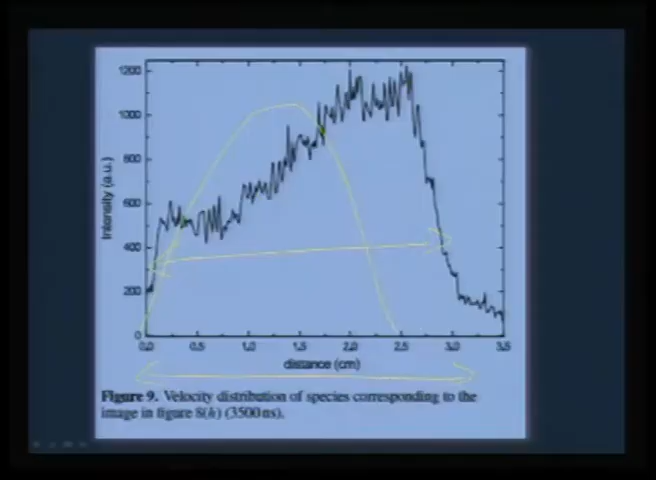 1200
1000
800
600
400
200
0
Intensity (a.u.)
0,0 0,5 1,0 1,5 2,0 2,5 3,0 3,5
distance (cm)
Figure 9. Velocity distribution of species corresponding to the
image in figure 8(h) (3500 ns).